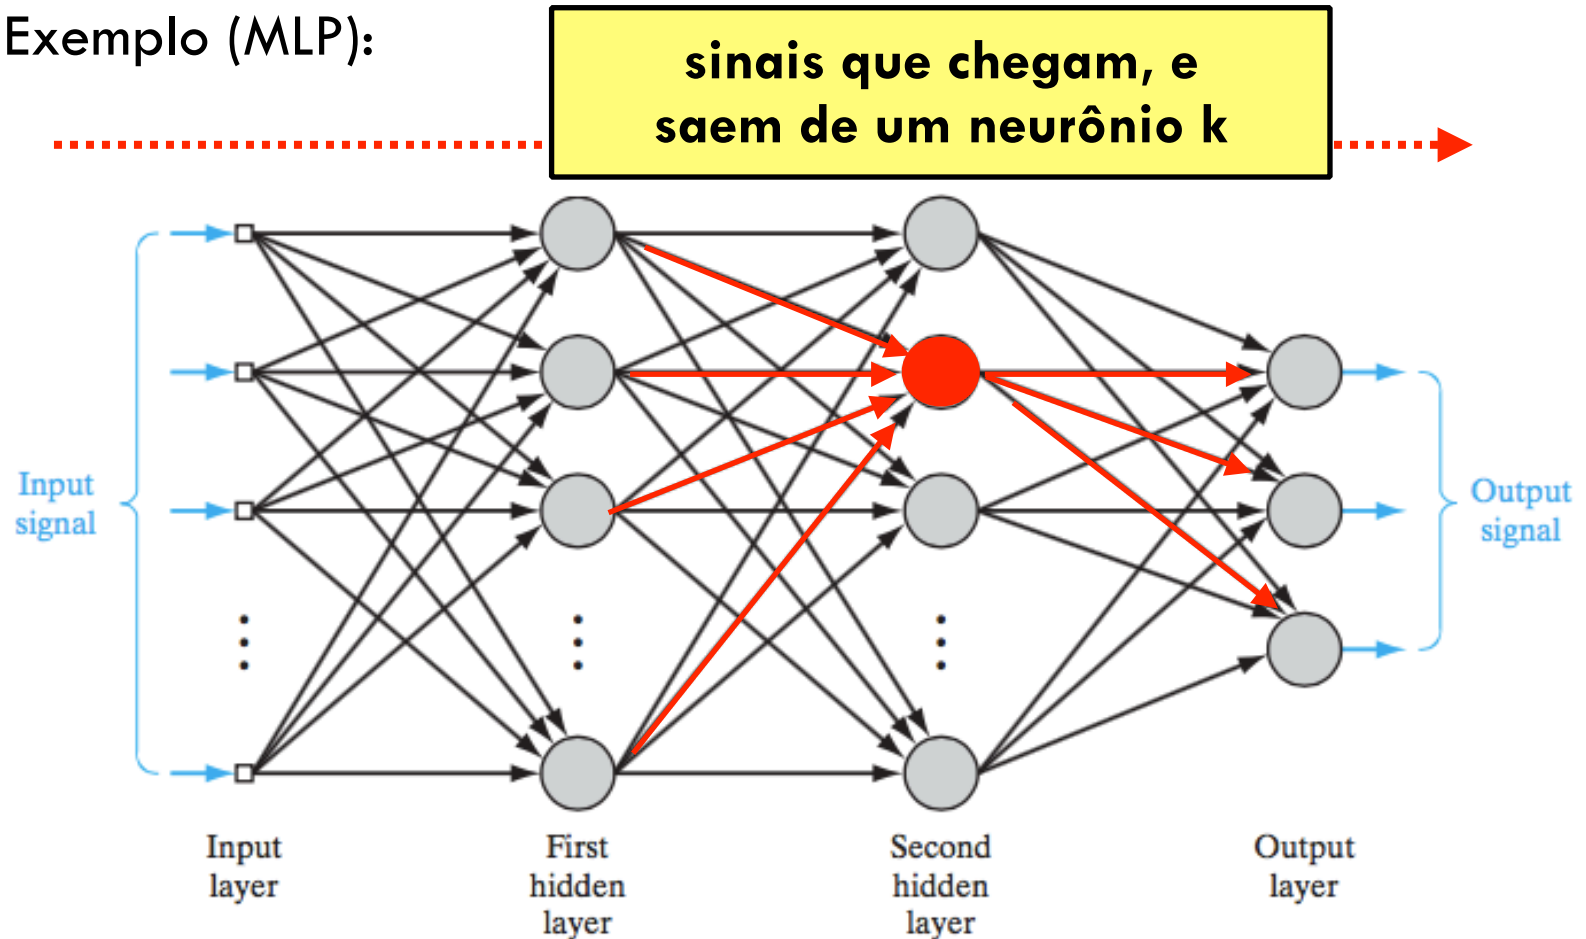 Exemplo (MLP):
sinais que chegam, e
saem de um neurônio k
Input
signal
Output
signal
Input
layer
First
hidden
layer
Second
hidden
layer
Output
layer